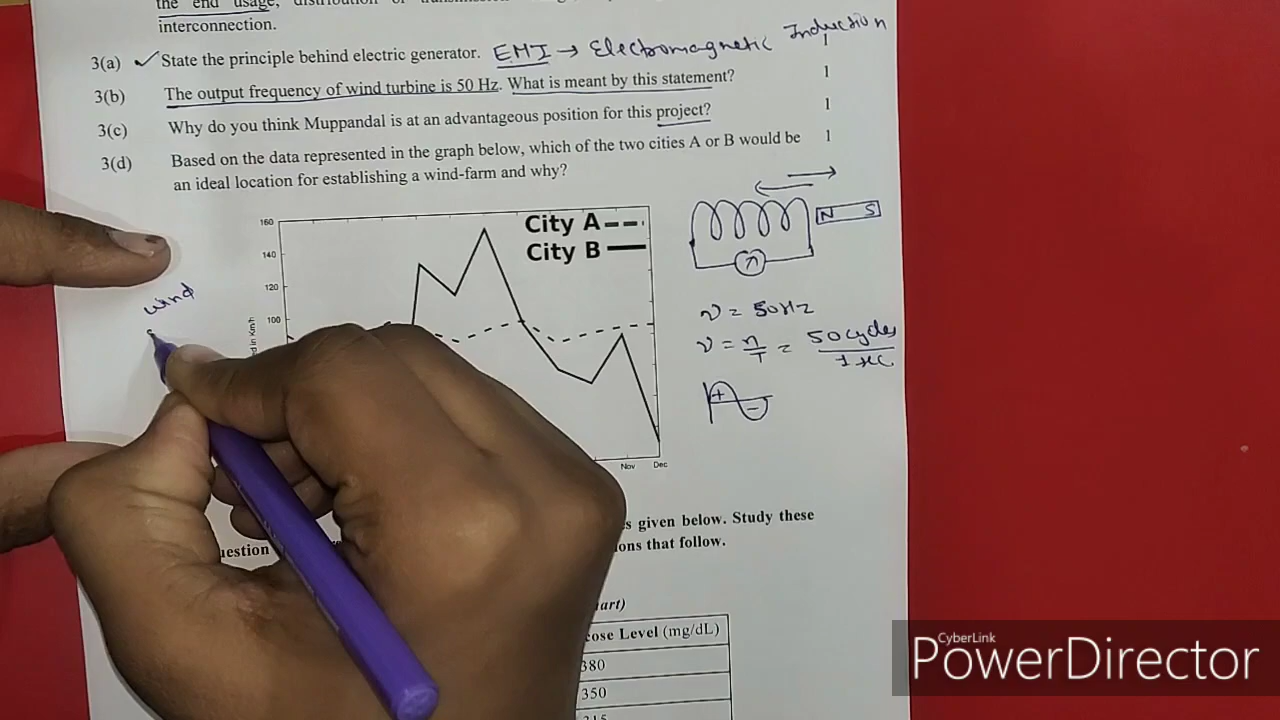 the end usage, distribution or
interconnection.
3(a) State the principle behind electric generator. EMI → Electromagnetic Induction 1
3(b) The output frequency of wind turbine is 50 Hz. What is meant by this statement? 1
3(c) Why do you think Muppandal is at an advantageous position for this project? 1
3(d) Based on the data represented in the graph below, which of the two cities A or B would be 1
an ideal location for establishing a wind-farm and why?
160
140
120
100
City A
City B
Nov Dec
N S
wind
ν = 50Hz
ν = n/T = 50 cycles/1 sec
+ −
s given below. Study these
uestion
ions that follow.
art)
cose Level (mg/dL)
380
350
315
CyberLink
PowerDirector